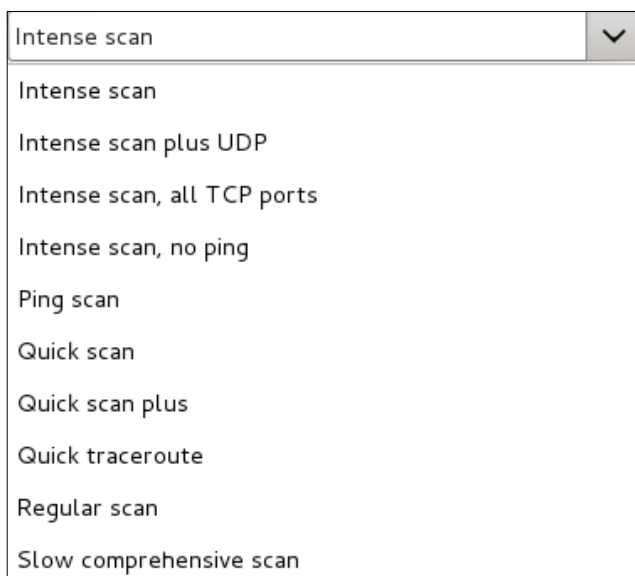 Intense scan
Intense scan
Intense scan plus UDP
Intense scan, all TCP ports
Intense scan, no ping
Ping scan
Quick scan
Quick scan plus
Quick traceroute
Regular scan
Slow comprehensive scan